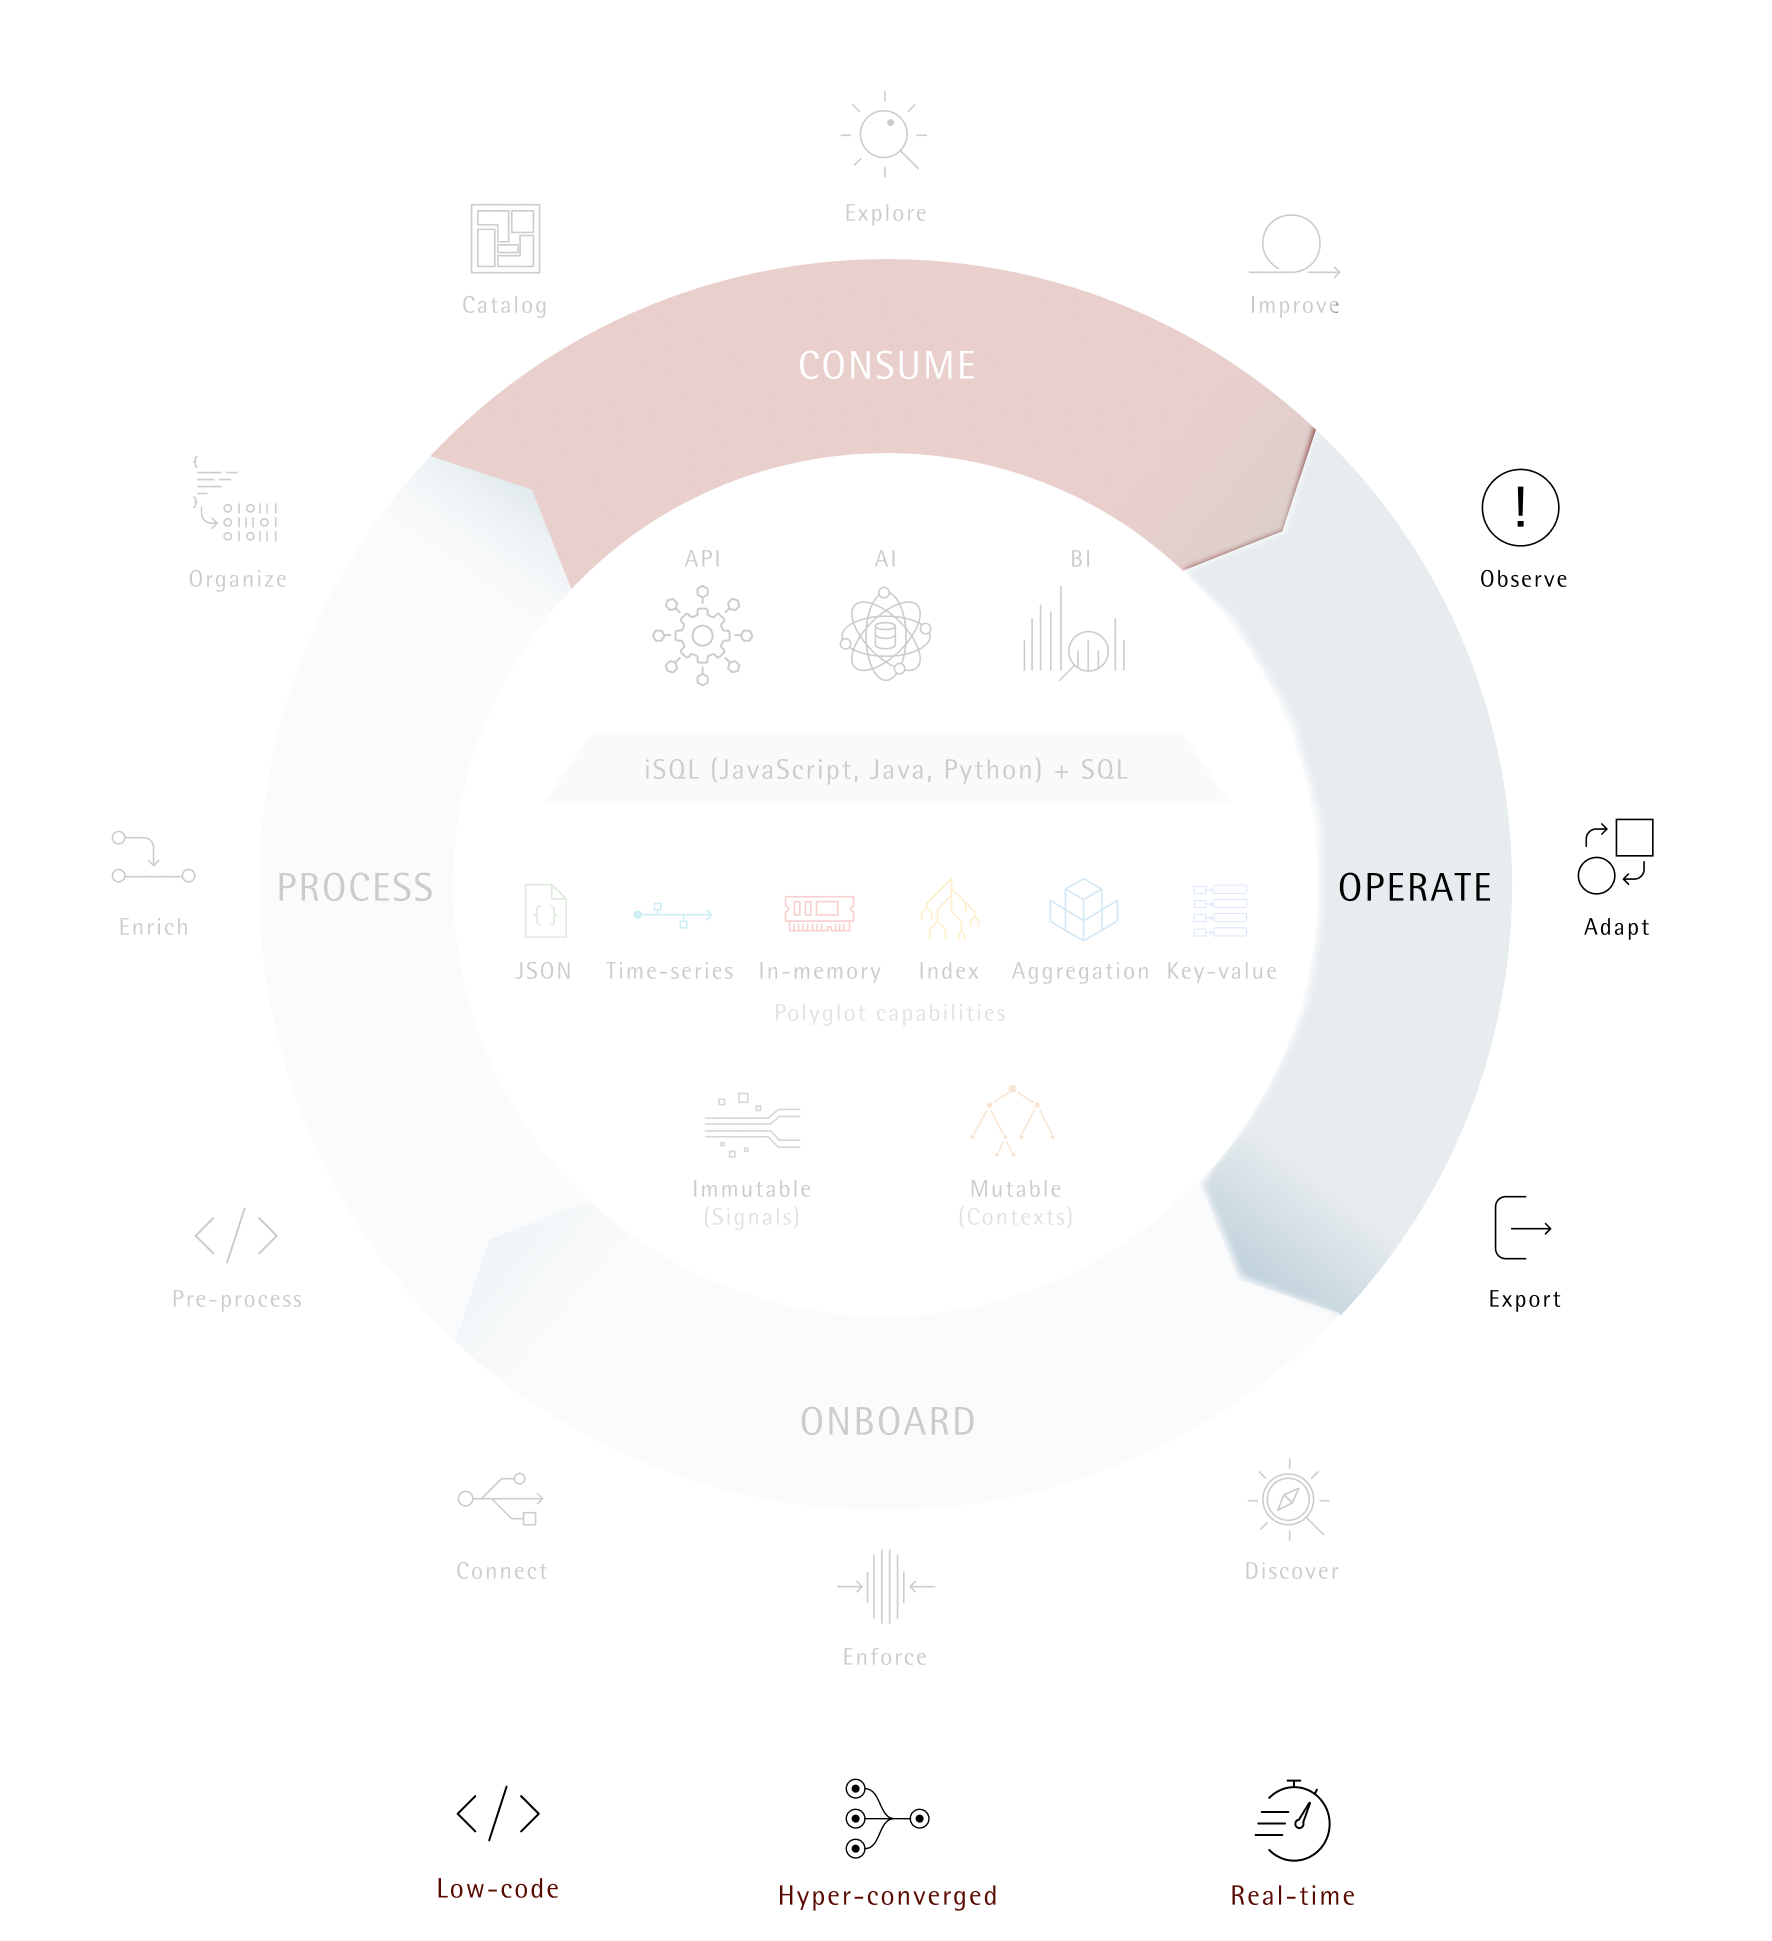 Explore
Catalog
Improve
CONSUME
Organize
Observe
API
AI
BI
iSQL (JavaScript, Java, Python) + SQL
PROCESS
OPERATE
Enrich
Adapt
JSON
Time-series
In-memory
Index
Aggregation
Key-value
Polyglot capabilities
Immutable
(Signals)
Mutable
(Contexts)
Pre-process
Export
ONBOARD
Connect
Discover
Enforce
Low-code
Hyper-converged
Real-time